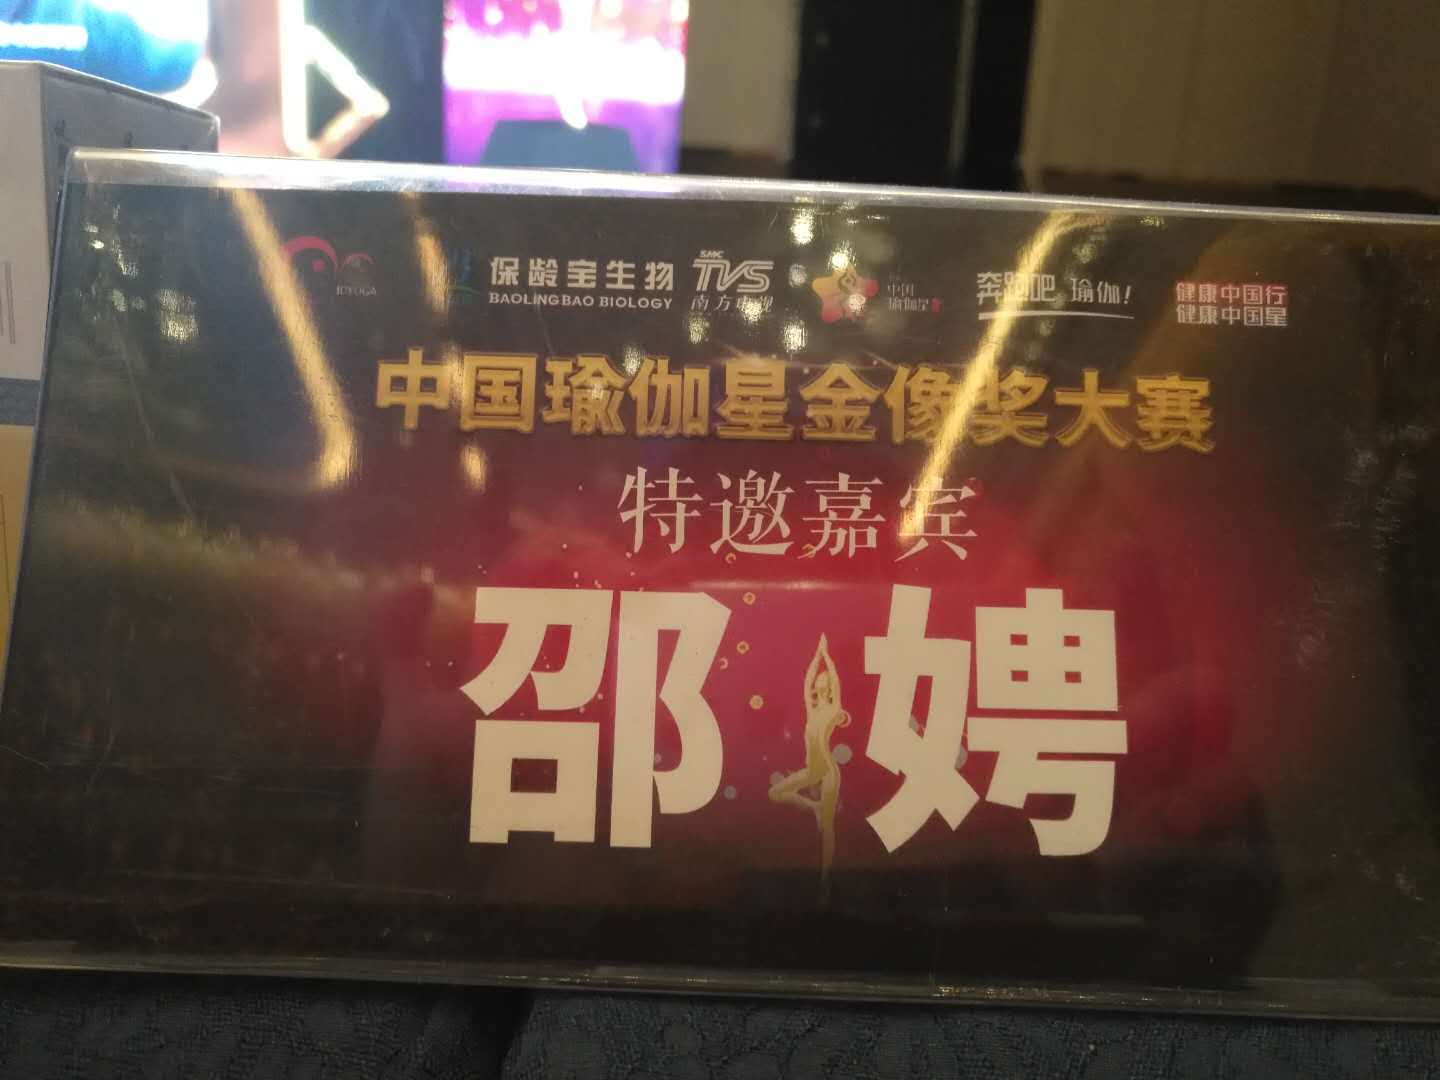 保龄宝生物
BAOLINGBAO BIOLOGY
SMC
TVS
南方电视
中国
瑜伽星
奔跑吧 瑜伽！
健康中国行
健康中国星
中国瑜伽星金像奖大赛
特邀嘉宾
邵娉